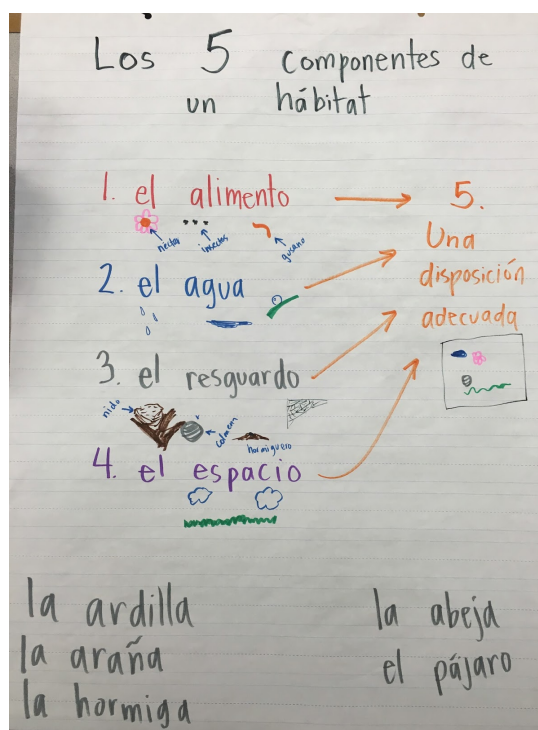 Los 5 componentes de
un hábitat
1. el alimento
néctar
insectos
gusano
2. el agua
3. el resguardo
nido
colmena
hormiguero
4. el espacio
5.
Una
disposición
adecuada
la ardilla
la araña
la hormiga
la abeja
el pájaro